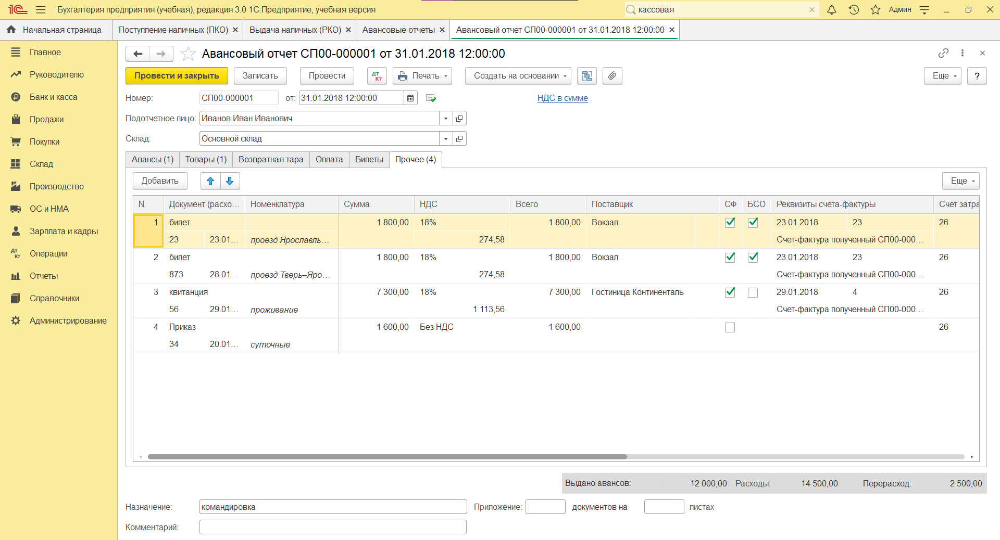 Бухгалтерия предприятия (учебная), редакция 3.0 1С:Предприятие, учебная версия
кассовая
Админ
Начальная страница
Поступление наличных (ПКО)
Выдача наличных (РКО)
Авансовые отчеты
Авансовый отчет СП00-000001 от 31.01.2018 12:00:00
Главное
Руководителю
Банк и касса
Продажи
Покупки
Склад
Производство
ОС и НМА
Зарплата и кадры
Операции
Отчеты
Справочники
Администрирование
Авансовый отчет СП00-000001 от 31.01.2018 12:00:00
Провести и закрыть Записать Провести Дт Кт Печать Создать на основании Еще ?
Номер: СП00-000001 от: 31.01.2018 12:00:00 НДС в сумме
Подотчетное лицо: Иванов Иван Иванович
Склад: Основной склад
Авансы (1) Товары (1) Возвратная тара Оплата Билеты Прочее (4)
Добавить Еще
N Документ (расхо... Номенклатура Сумма НДС Всего Поставщик СФ БСО Реквизиты счета-фактуры Счет затра
1 билет 1 800,00 18% 1 800,00 Вокзал 23.01.2018 23 26
23 23.01... проезд Ярославль... 274,58 Счет-фактура полученный СП00-000...
2 билет 1 800,00 18% 1 800,00 Вокзал 23.01.2018 23 26
873 28.01... проезд Тверь–Яро... 274,58 Счет-фактура полученный СП00-000...
3 квитанция 7 300,00 18% 7 300,00 Гостиница Континенталь 29.01.2018 4 26
56 29.01... проживание 1 113,56 Счет-фактура полученный СП00-000...
4 Приказ 1 600,00 Без НДС 1 600,00 26
34 20.01... суточные
Выдано авансов: 12 000,00 Расходы: 14 500,00 Перерасход: 2 500,00
Назначение: командировка Приложение: документов на листах
Комментарий: